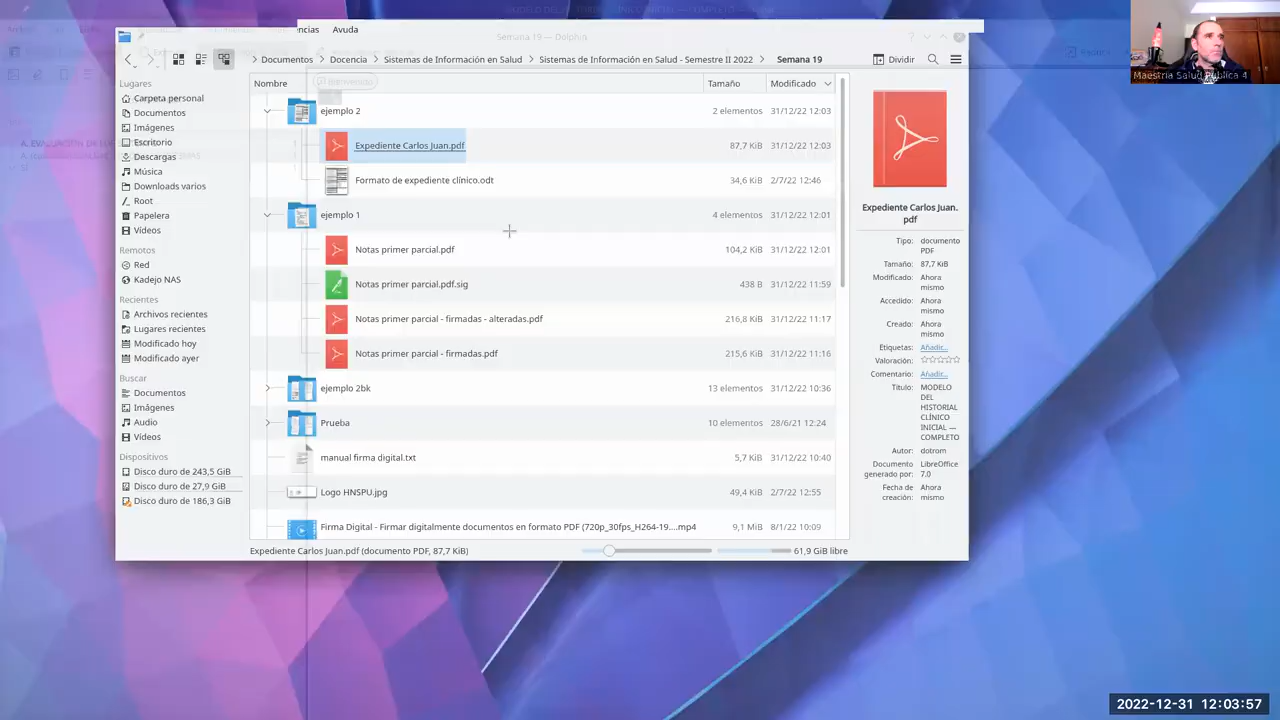 encias Ayuda
Semana 19 — Dolphin
Documentos > Docencia > Sistemas de Información en Salud > Sistemas de Información en Salud - Semestre II 2022 > Semana 19
Dividir
Maestria Salud Publica 4
Lugares
Carpeta personal
Documentos
Imágenes
Escritorio
Descargas
Música
Downloads varios
Root
Papelera
Vídeos
Remotos
Red
Kadejo NAS
Recientes
Archivos recientes
Lugares recientes
Modificado hoy
Modificado ayer
Buscar
Documentos
Imágenes
Audio
Vídeos
Dispositivos
Disco duro de 243,5 GiB
Disco duro de 27,9 GiB
Disco duro de 186,3 GiB
Nombre Tamaño Modificado
ejemplo 2 2 elementos 31/12/22 12:03
Expediente Carlos Juan.pdf 87,7 KiB 31/12/22 12:03
Formato de expediente clínico.odt 34,6 KiB 2/7/22 12:46
ejemplo 1 4 elementos 31/12/22 12:01
Notas primer parcial.pdf 104,2 KiB 31/12/22 12:01
Notas primer parcial.pdf.sig 438 B 31/12/22 11:59
Notas primer parcial - firmadas - alteradas.pdf 216,8 KiB 31/12/22 11:17
Notas primer parcial - firmadas.pdf 215,6 KiB 31/12/22 11:16
ejemplo 2bk 13 elementos 31/12/22 10:36
Prueba 10 elementos 28/6/21 12:24
manual firma digital.txt 5,7 KiB 31/12/22 10:40
Logo HNSPU.jpg 49,4 KiB 2/7/22 12:55
Firma Digital - Firmar digitalmente documentos en formato PDF (720p_30fps_H264-19....mp4 9,1 MiB 8/1/22 10:09
Expediente Carlos Juan.pdf (documento PDF, 87,7 KiB)
61,9 GiB libre
Expediente Carlos Juan.
pdf
Tipo: documento
PDF
Tamaño: 87,7 KiB
Modificado: Ahora
mismo
Accedido: Ahora
mismo
Creado: Ahora
mismo
Etiquetas: Añadir...
Valoración:
Comentario: Añadir...
Título: MODELO
DEL
HISTORIAL
CLÍNICO
INICIAL —
COMPLETO
Autor: dotrom
Documento
generado por: LibreOffice
7.0
Fecha de
creación: Ahora
mismo
2022-12-31 12:03:57